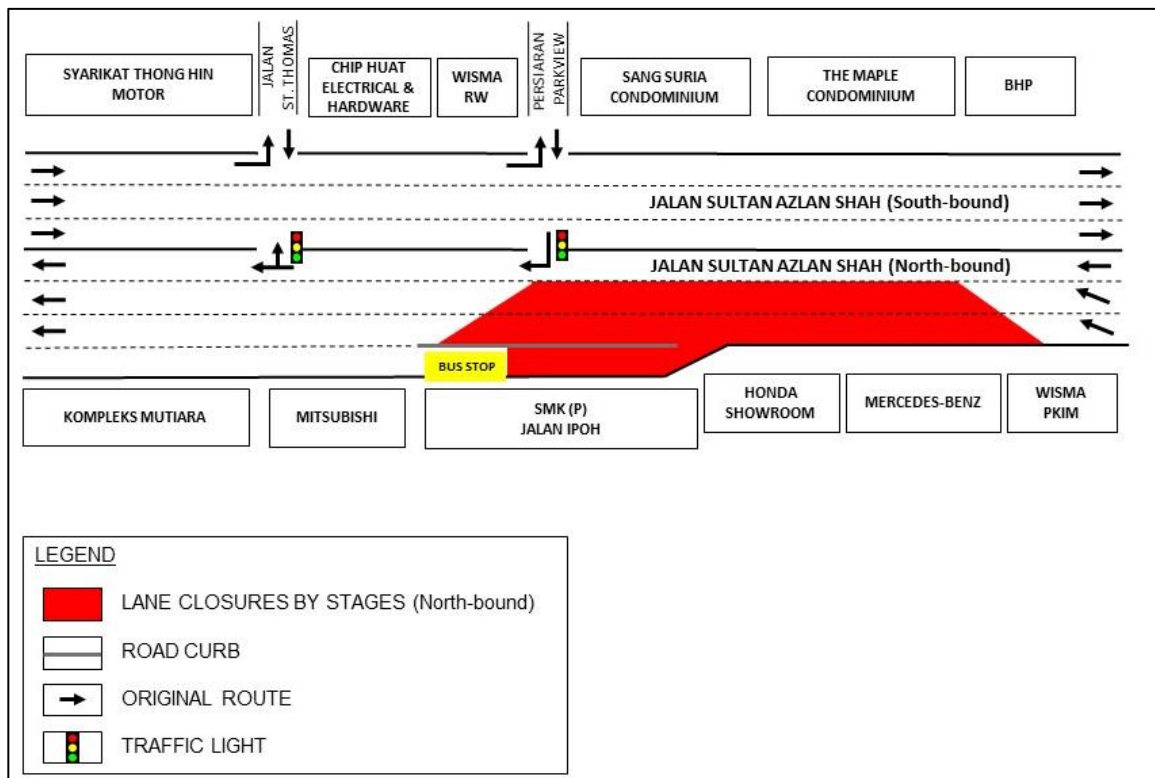 SYARIKAT THONG HIN
MOTOR
JALAN
ST. THOMAS
CHIP HUAT
ELECTRICAL &
HARDWARE
WISMA
RW
PERSIARAN
PARKVIEW
SANG SURIA
CONDOMINIUM
THE MAPLE
CONDOMINIUM
BHP
JALAN SULTAN AZLAN SHAH (South-bound)
JALAN SULTAN AZLAN SHAH (North-bound)
BUS STOP
KOMPLEKS MUTIARA
MITSUBISHI
SMK (P)
JALAN IPOH
HONDA
SHOWROOM
MERCEDES-BENZ
WISMA
PKIM
LEGEND
LANE CLOSURES BY STAGES (North-bound)
ROAD CURB
ORIGINAL ROUTE
TRAFFIC LIGHT